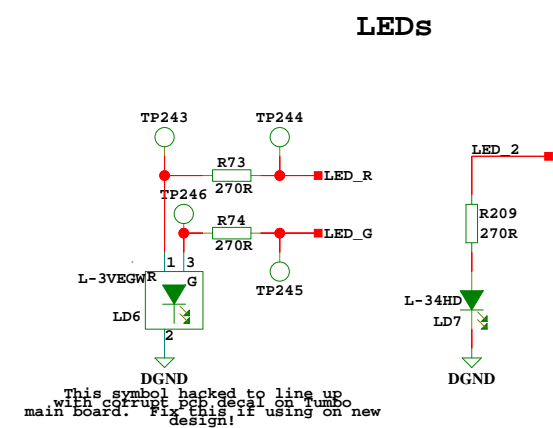 LEDs
TP243
TP244
LED_2
R73
LED_R
270R
TP246
R209
R74
270R
LED_G
270R
1 3
L-3VEGW
R
G
TP245
L-34HD
LD6
LD7
2
DGND
DGND
This symbol hacked to line up
with corrupt pcb decal on Tumbo
main board. Fix this if using on new
design!